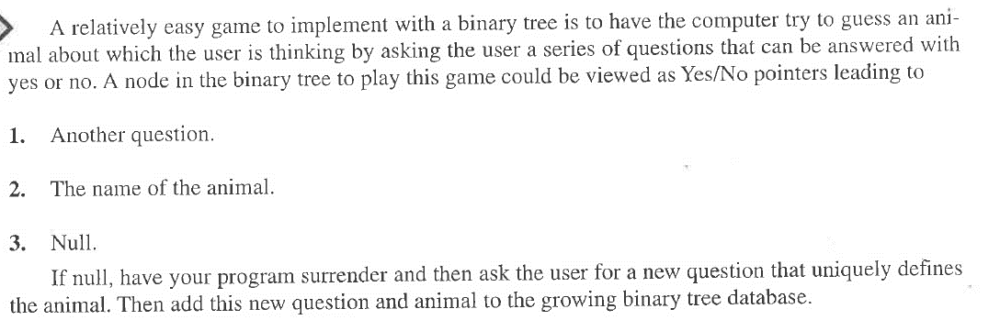 A relatively easy game to implement with a binary tree is to have the computer try to guess an ani-
mal about which the user is thinking by asking the user a series of questions that can be answered with
yes or no. A node in the binary tree to play this game could be viewed as Yes/No pointers leading to
1. Another question.
2. The name of the animal.
3. Null.
If null, have your program surrender and then ask the user for a new question that uniquely defines
the animal. Then add this new question and animal to the growing binary tree database.